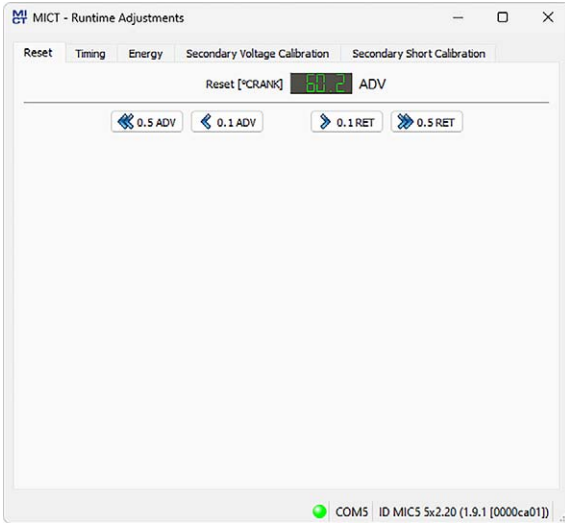 MICT MICT - Runtime Adjustments
Reset Timing Energy Secondary Voltage Calibration Secondary Short Calibration
Reset [°CRANK] 60.2 ADV
0.5 ADV 0.1 ADV 0.1 RET 0.5 RET
COM5 ID MIC5 5x2.20 (1.9.1 [0000ca01])